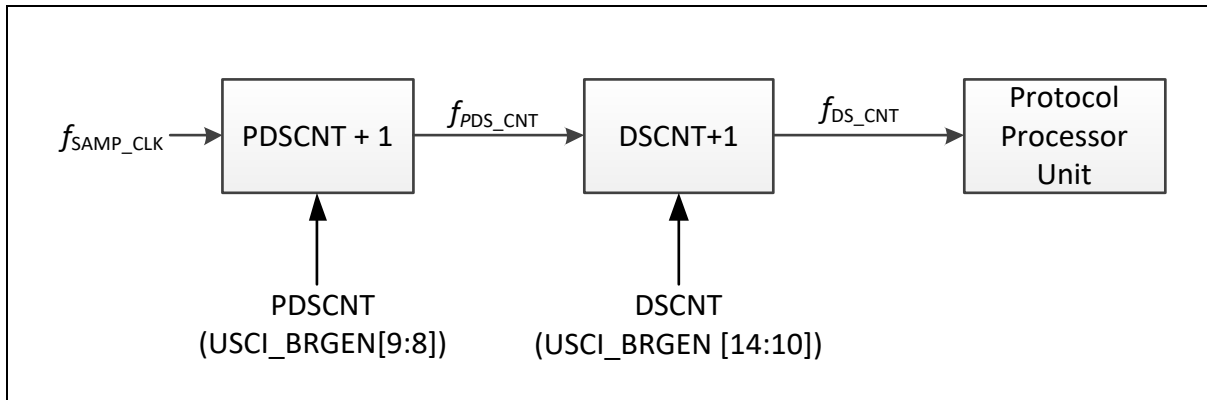 fSAMP_CLK
PDSCNT + 1
fPDS_CNT
DSCNT+1
fDS_CNT
Protocol
Processor
Unit
PDSCNT
(USCI_BRGEN[9:8])
DSCNT
(USCI_BRGEN [14:10])